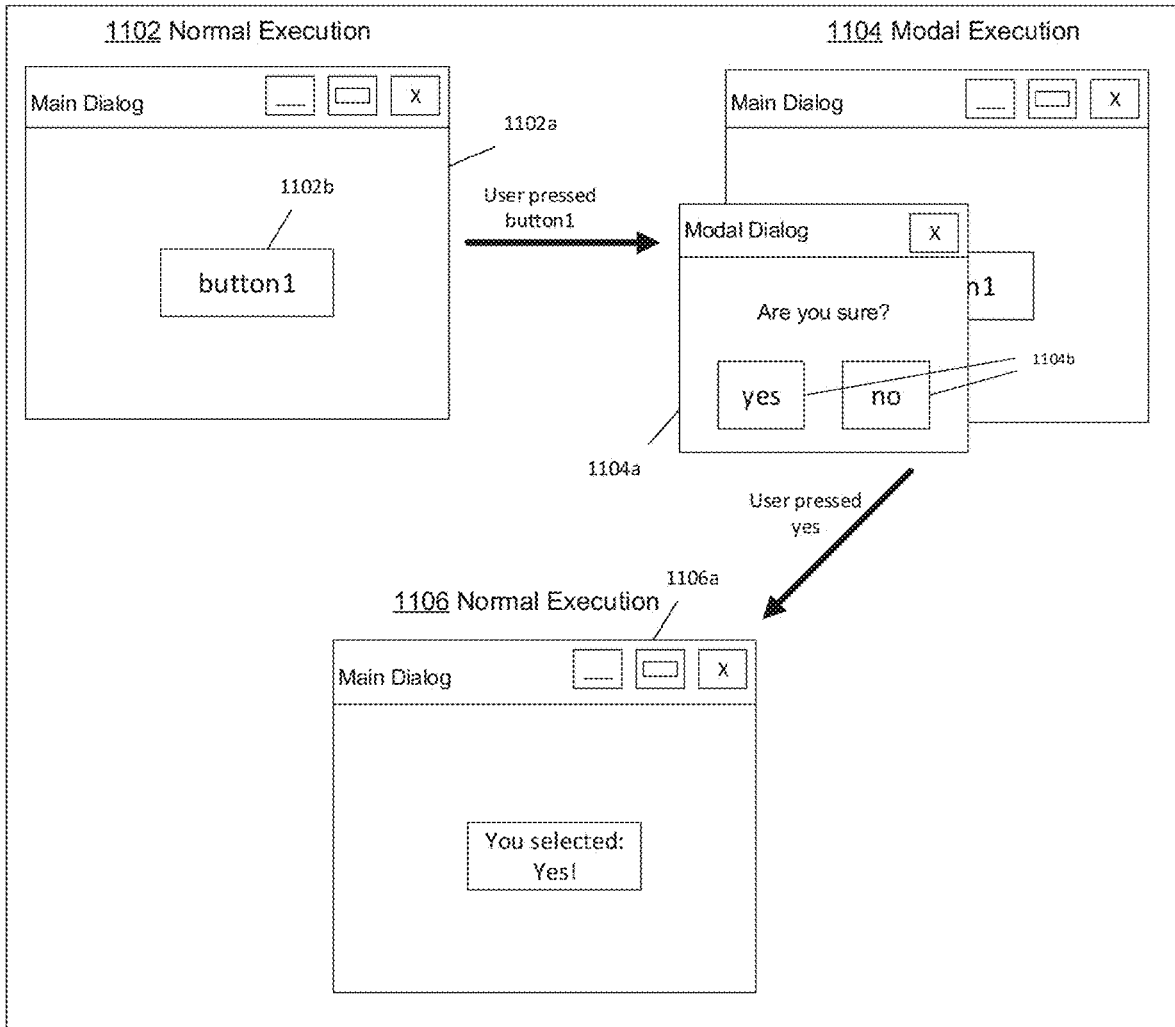 1102 Normal Execution
Main Dialog
X
1102a
1102b
button1
User pressed
button1
1104 Modal Execution
Main Dialog
X
Modal Dialog
X
n1
Are you sure?
yes
no
1104b
1104a
User pressed
yes
1106a
1106 Normal Execution
Main Dialog
X
You selected:
Yes!